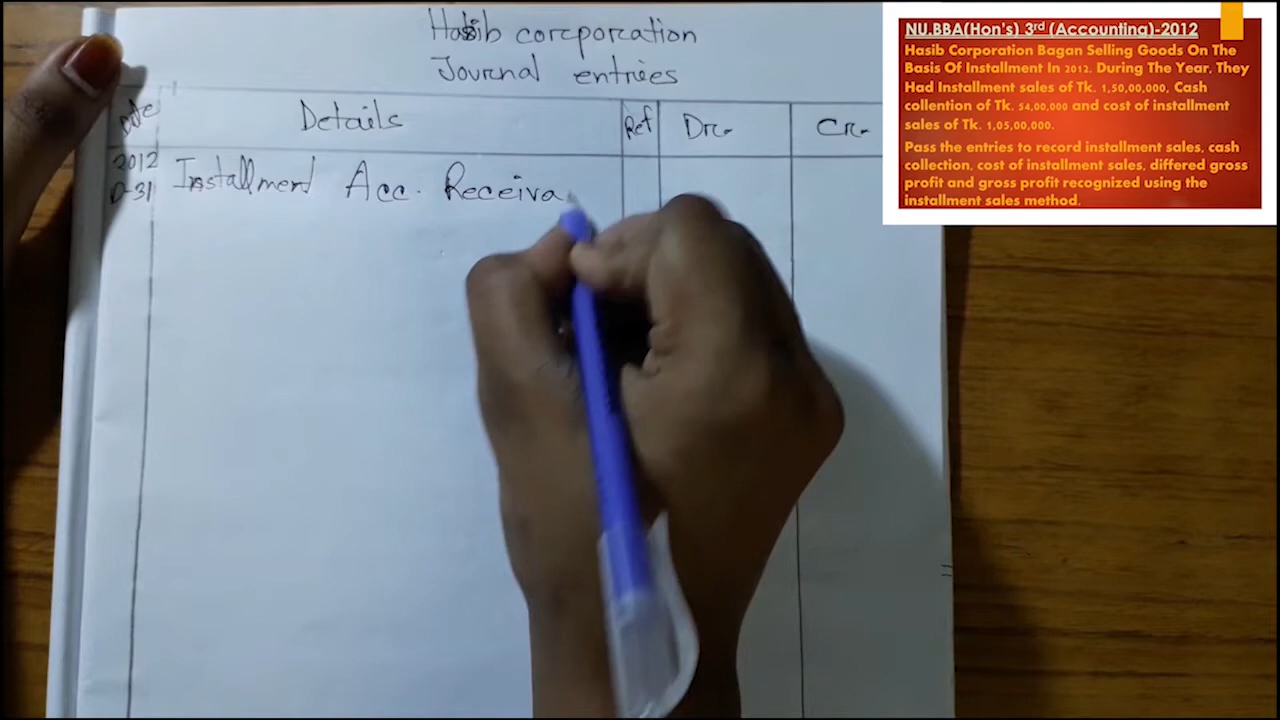 Hasib corporation
Journal entries
Date
Details
Ref
Dr.
Cr.
2012
D-31
Installment Acc. Receiva
NU.BBA(Hon's) 3rd (Accounting)-2012
Hasib Corporation Bagan Selling Goods On The
Basis Of Installment In 2012. During The Year, They
Had Installment sales of Tk. 1,50,00,000, Cash
collention of Tk. 54,00,000 and cost of installment
sales of Tk. 1,05,00,000.
Pass the entries to record installment sales, cash
collection, cost of installment sales, differed gross
profit and gross profit recognized using the
installment sales method.